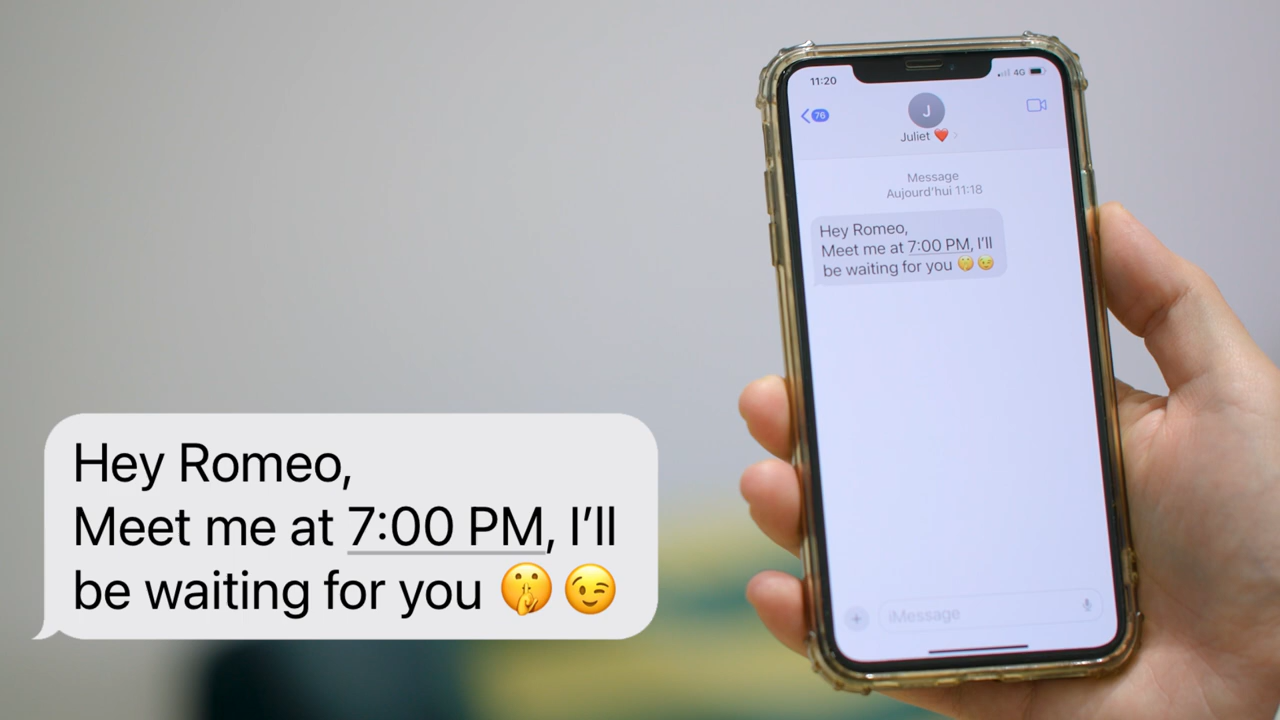 11:20
4G
76
J
Juliet ❤️
Message
Aujourd'hui 11:18
Hey Romeo,
Meet me at 7:00 PM, I'll
be waiting for you 🤫 😉
iMessage
Hey Romeo,
Meet me at 7:00 PM, I’ll
be waiting for you 🤫 😉